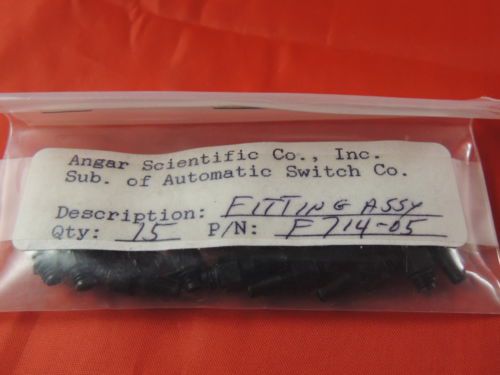 Angar Scientific Co., Inc.
Sub. of Automatic Switch Co.
Description: FITTING ASSY
Qty: 15 P/N: F714-05